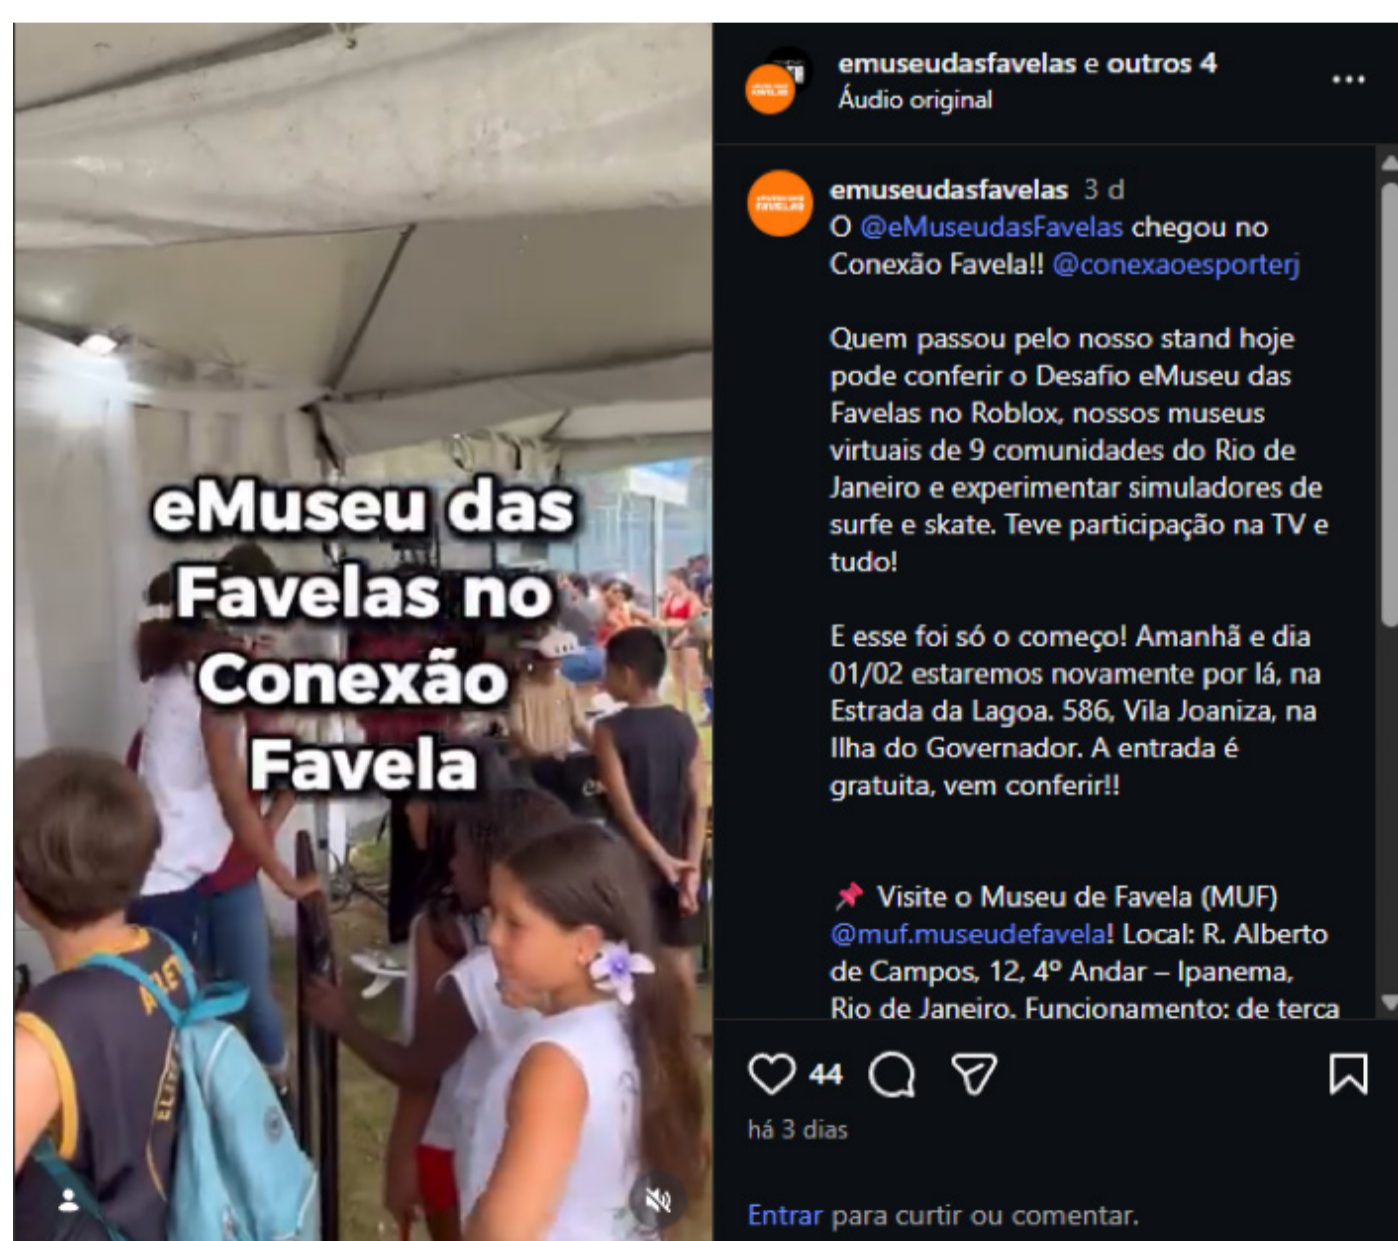 eMuseu das
Favelas no
Conexão
Favela
ATLET
ELITE
emuseudasfavelas e outros 4
Áudio original
FAVELAS
emuseudasfavelas 3 d
O @eMuseudasFavelas chegou no
Conexão Favela!! @conexaoesporterj
Quem passou pelo nosso stand hoje
pode conferir o Desafio eMuseu das
Favelas no Roblox, nossos museus
virtuais de 9 comunidades do Rio de
Janeiro e experimentar simuladores de
surfe e skate. Teve participação na TV e
tudo!
E esse foi só o começo! Amanhã e dia
01/02 estaremos novamente por lá, na
Estrada da Lagoa. 586, Vila Joaniza, na
Ilha do Governador. A entrada é
gratuita, vem conferir!!
📌 Visite o Museu de Favela (MUF)
@muf.museudefavela! Local: R. Alberto
de Campos, 12, 4º Andar – Ipanema,
Rio de Janeiro. Funcionamento: de terça
44
há 3 dias
Entrar para curtir ou comentar.